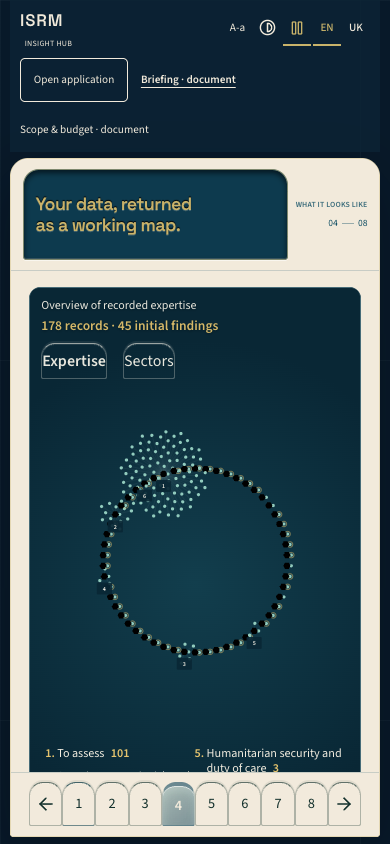 ISRM
INSIGHT HUB
A-a
EN
UK
Open application
Briefing · document
Scope & budget · document
Your data, returned
as a working map.
WHAT IT LOOKS LIKE
04 — 08
Overview of recorded expertise
178 records · 45 initial findings
Expertise
Sectors
1
6
2
4
5
3
1. To assess 101
5. Humanitarian security and
duty of care 3
1
2
3
4
5
6
7
8